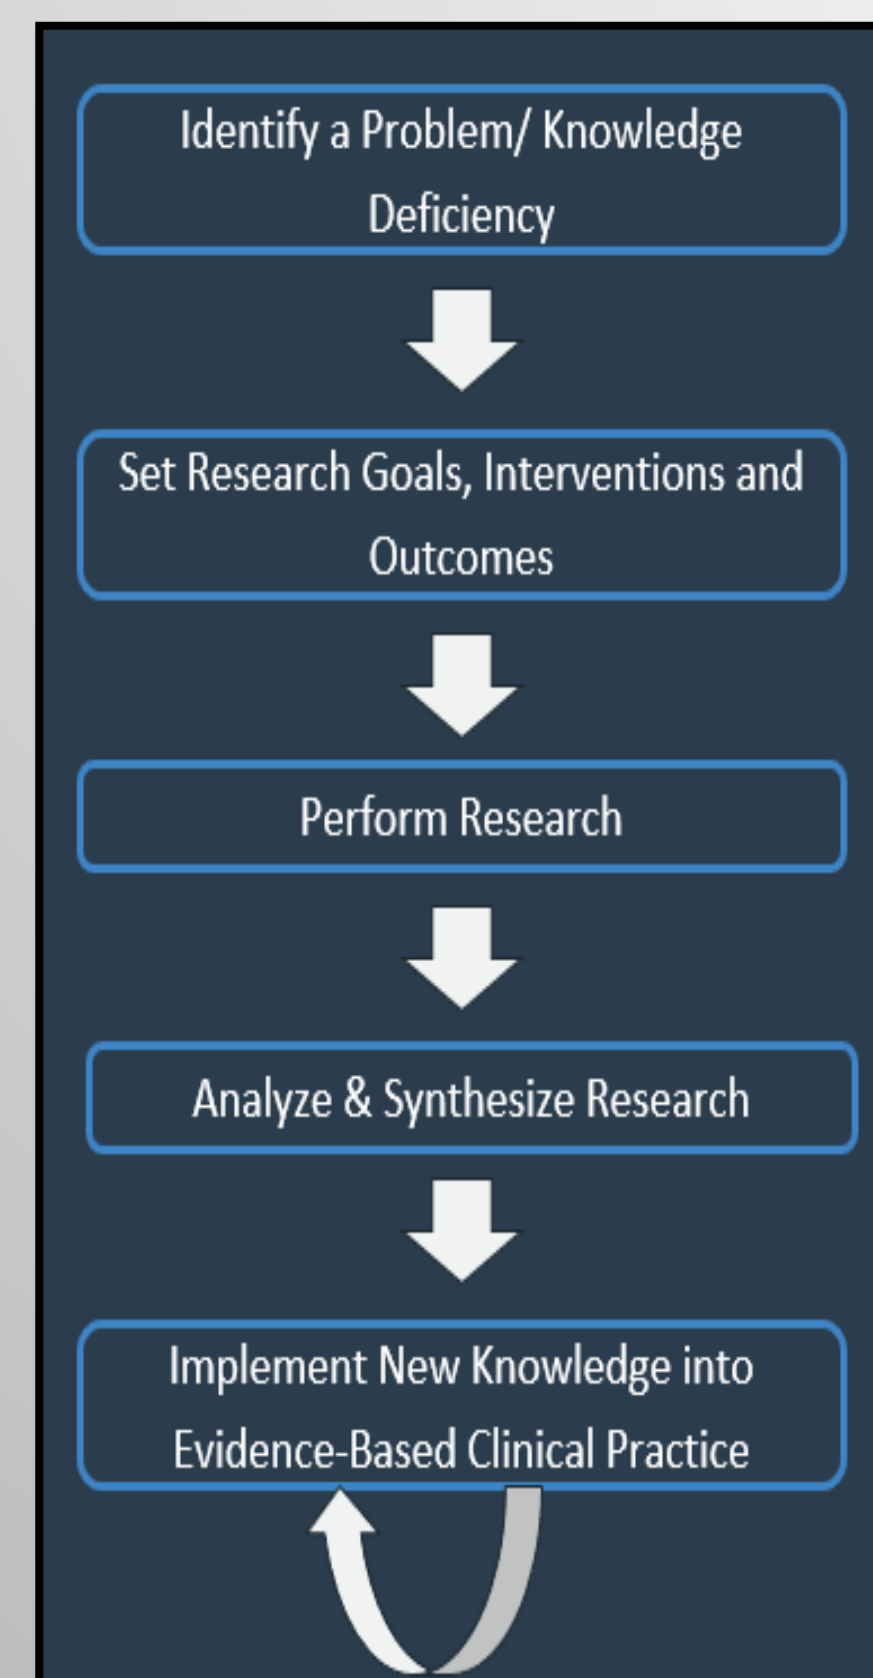 Identify a Problem/ Knowledge
Deficiency
Set Research Goals, Interventions and
Outcomes
Perform Research
Analyze & Synthesize Research
Implement New Knowledge into
Evidence-Based Clinical Practice